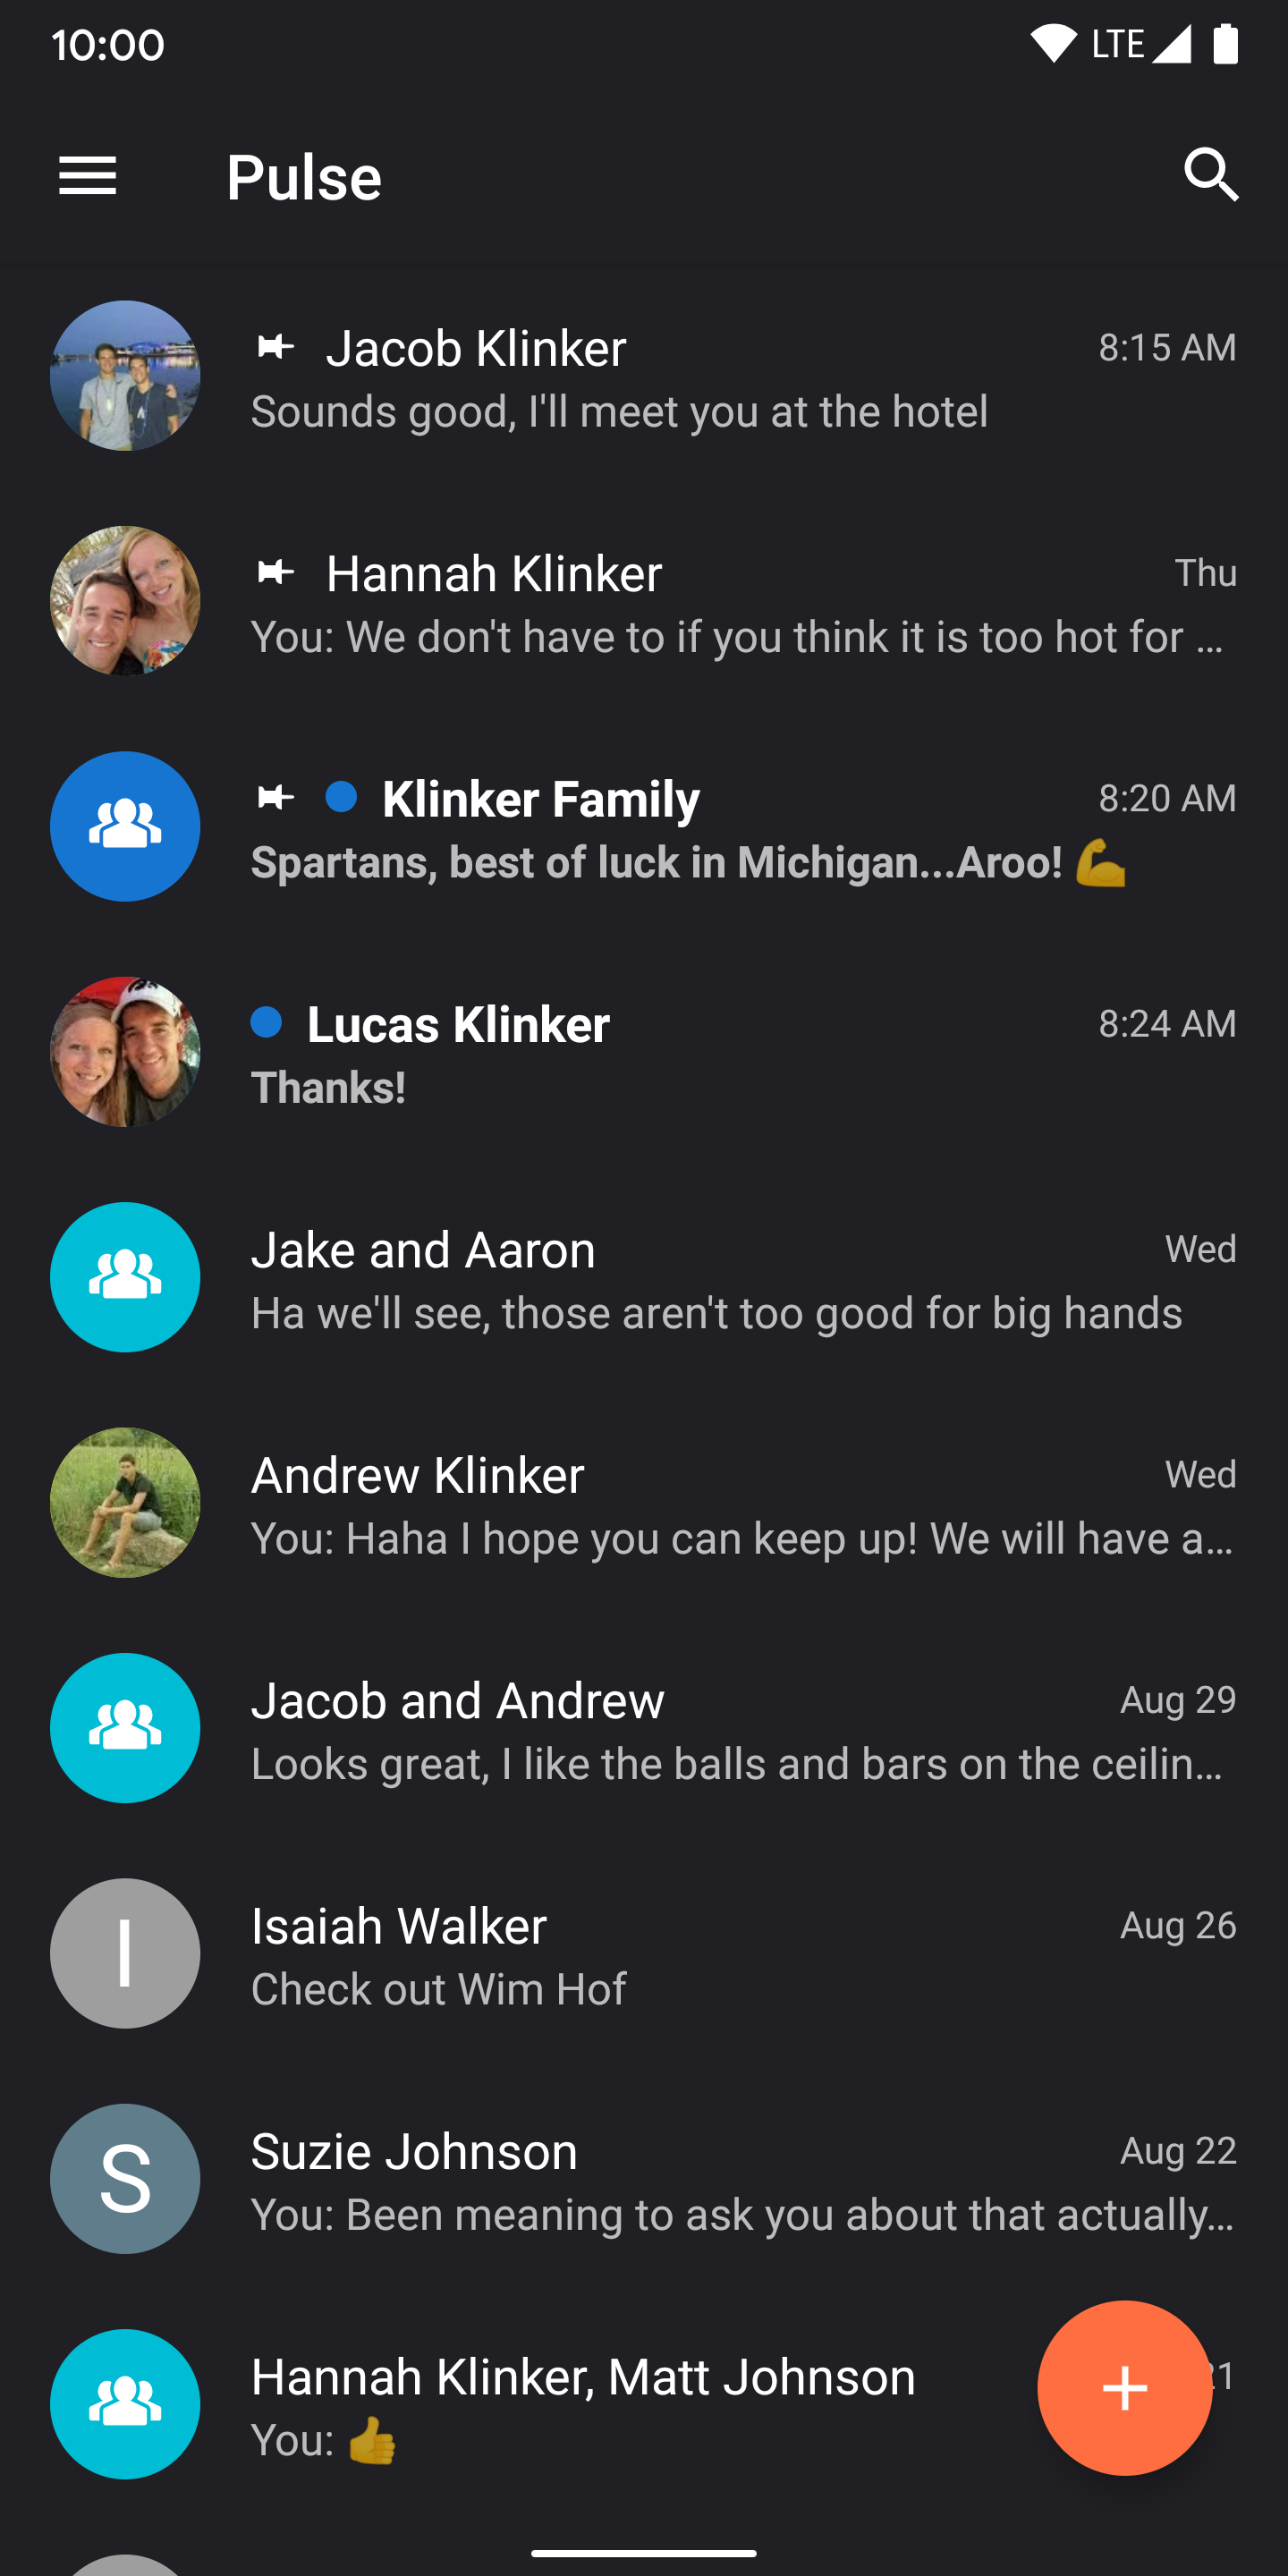 10:00 LTE
Pulse
Jacob Klinker 8:15 AM
Sounds good, I'll meet you at the hotel
Hannah Klinker Thu
You: We don't have to if you think it is too hot for ...
Klinker Family 8:20 AM
Spartans, best of luck in Michigan...Aroo! 💪
Lucas Klinker 8:24 AM
Thanks!
Jake and Aaron Wed
Ha we'll see, those aren't too good for big hands
Andrew Klinker Wed
You: Haha I hope you can keep up! We will have a...
Jacob and Andrew Aug 29
Looks great, I like the balls and bars on the ceilin...
I
Isaiah Walker Aug 26
Check out Wim Hof
S
Suzie Johnson Aug 22
You: Been meaning to ask you about that actually...
Hannah Klinker, Matt Johnson
You: 👍